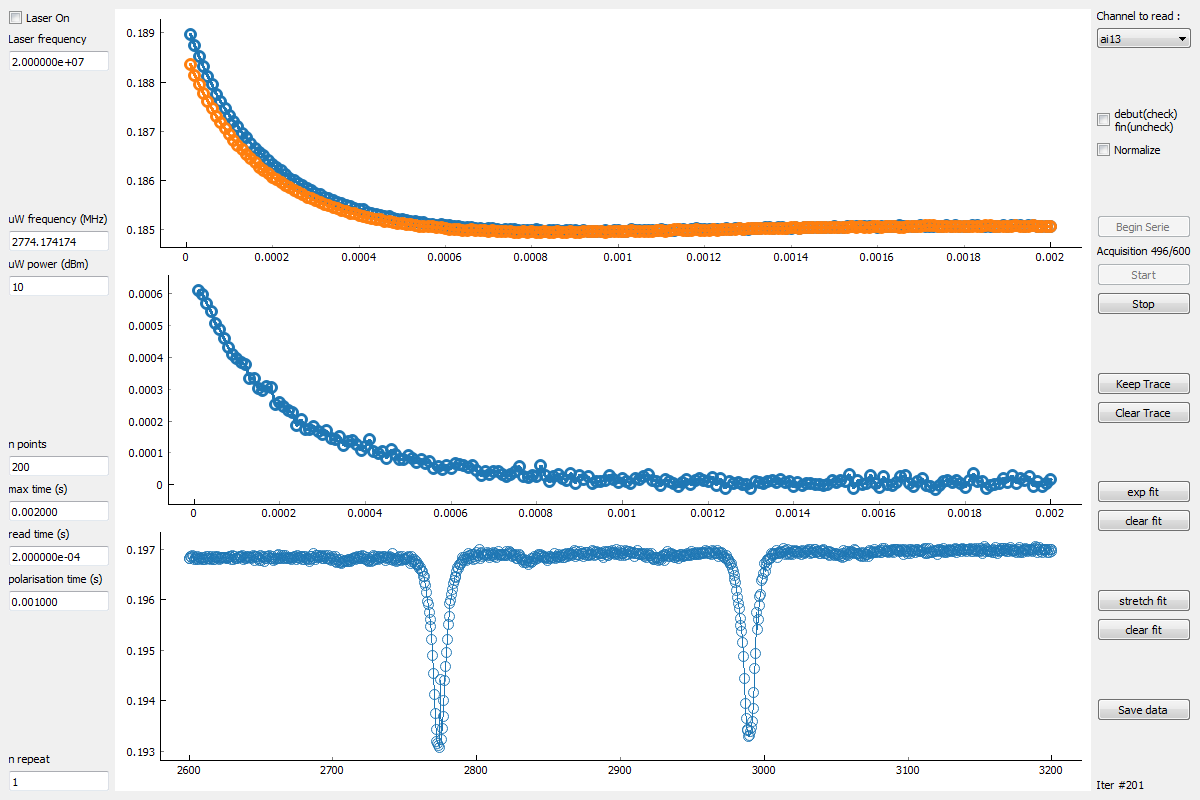 Laser On
Laser frequency
2.000000e+07
uW frequency (MHz)
2774.174174
uW power (dBm)
10
n points
200
max time (s)
0.002000
read time (s)
2.000000e-04
polarisation time (s)
0.001000
n repeat
1
0.189
0.188
0.187
0.186
0.185
0 0.0002 0.0004 0.0006 0.0008 0.001 0.0012 0.0014 0.0016 0.0018 0.002
0.0006
0.0005
0.0004
0.0003
0.0002
0.0001
0
0 0.0002 0.0004 0.0006 0.0008 0.001 0.0012 0.0014 0.0016 0.0018 0.002
0.197
0.196
0.195
0.194
0.193
2600 2700 2800 2900 3000 3100 3200
Channel to read :
ai13
debut(check)
fin(uncheck)
Normalize
Begin Serie
Acquisition 496/600
Start
Stop
Keep Trace
Clear Trace
exp fit
clear fit
stretch fit
clear fit
Save data
Iter #201